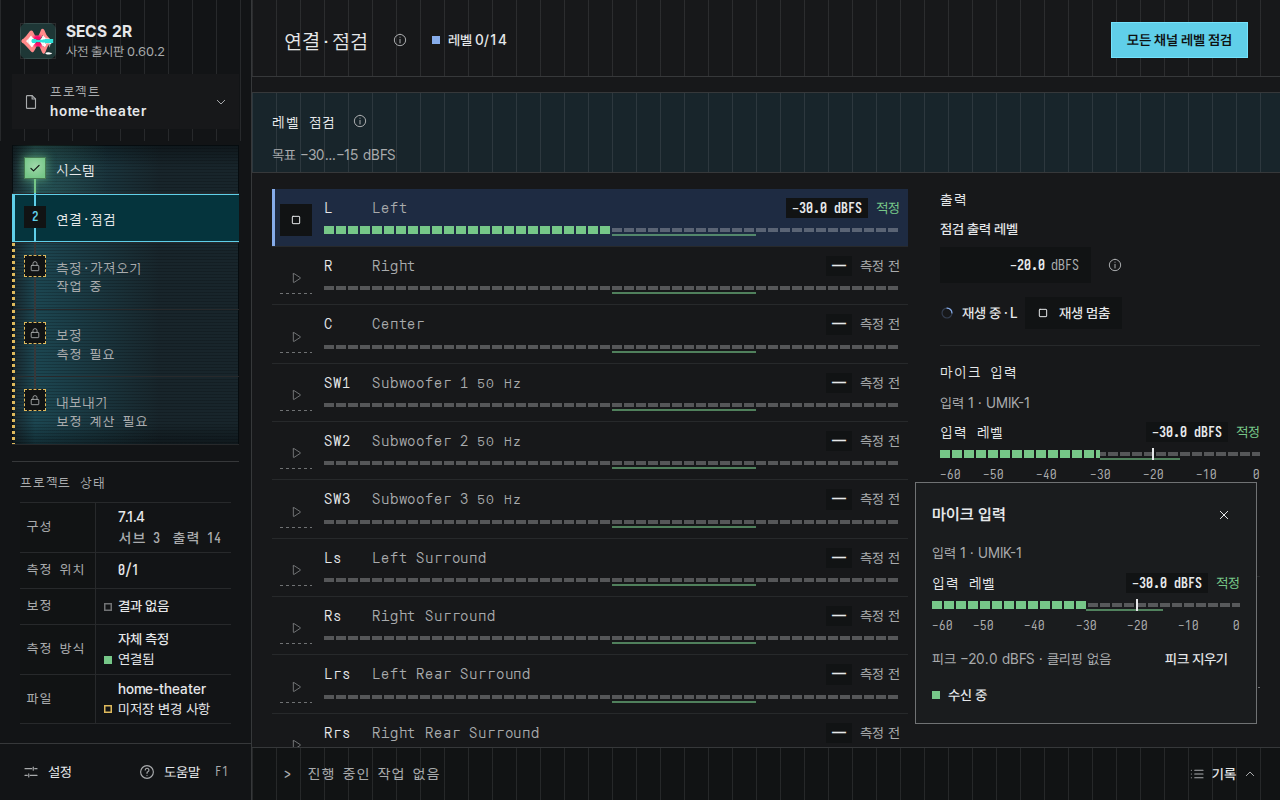 SECS 2R
사전 출시판 0.60.2
프로젝트
home-theater
시스템
2 연결·점검
측정·가져오기
작업 중
보정
측정 필요
내보내기
보정 계산 필요
프로젝트 상태
구성 7.1.4
서브 3 출력 14
측정 위치 0/1
보정 결과 없음
측정 방식 자체 측정
연결됨
파일 home-theater
미저장 변경 사항
설정 도움말 F1
연결·점검 레벨 0/14
모든 채널 레벨 점검
레벨 점검
목표 −30…−15 dBFS
L Left −30.0 dBFS 적정
R Right — 측정 전
C Center — 측정 전
SW1 Subwoofer 1 50 Hz — 측정 전
SW2 Subwoofer 2 50 Hz — 측정 전
SW3 Subwoofer 3 50 Hz — 측정 전
Ls Left Surround — 측정 전
Rs Right Surround — 측정 전
Lrs Left Rear Surround — 측정 전
Rrs Right Rear Surround — 측정 전
출력
점검 출력 레벨
−20.0 dBFS
재생 중·L 재생 멈춤
마이크 입력
입력 1 · UMIK-1
입력 레벨 −30.0 dBFS 적정
−60 −50 −40 −30 −20 −10 0
마이크 입력
입력 1 · UMIK-1
입력 레벨 −30.0 dBFS 적정
−60 −50 −40 −30 −20 −10 0
피크 −20.0 dBFS · 클리핑 없음 피크 지우기
수신 중
> 진행 중인 작업 없음
기록